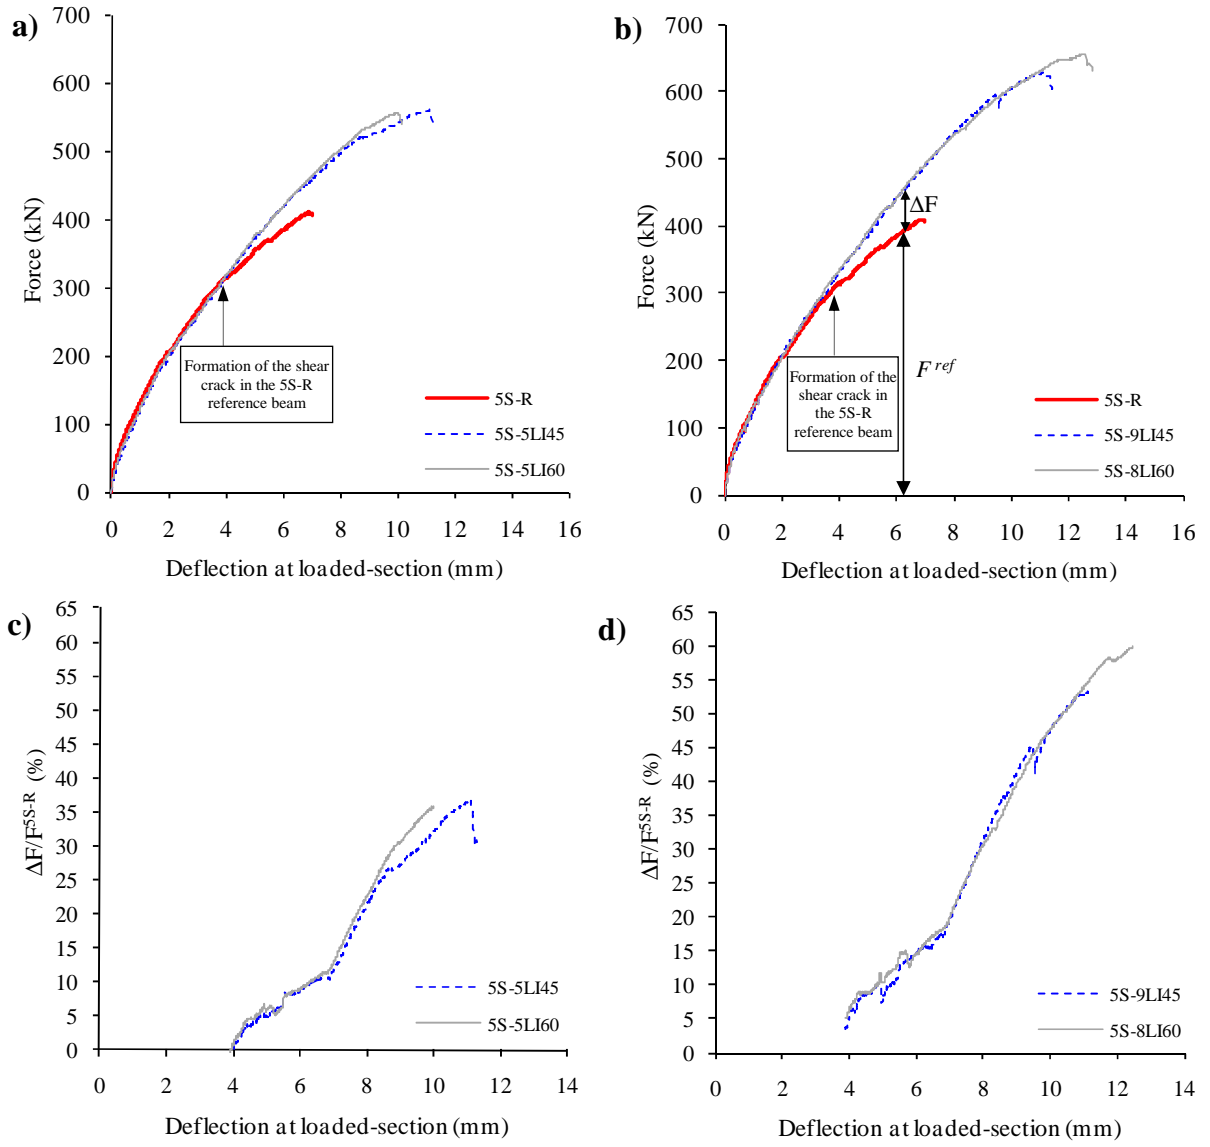 a)
700
600
500
400
300
200
100
0
Force (kN)
Formation of the shear
crack in the 5S-R
reference beam
5S-R
5S-5LI45
5S-5LI60
0 2 4 6 8 10 12 14 16
Deflection at loaded-section (mm)
b)
700
600
500
400
300
200
100
0
Force (kN)
ΔF
F ref
Formation of the
shear crack in
the 5S-R
reference beam
5S-R
5S-9LI45
5S-8LI60
0 2 4 6 8 10 12 14 16
Deflection at loaded-section (mm)
c)
65
60
55
50
45
40
35
30
25
20
15
10
5
0
ΔF/F5S-R (%)
5S-5LI45
5S-5LI60
0 2 4 6 8 10 12 14
Deflection at loaded-section (mm)
d)
65
60
55
50
45
40
35
30
25
20
15
10
5
0
ΔF/F5S-R (%)
5S-9LI45
5S-8LI60
0 2 4 6 8 10 12 14
Deflection at loaded-section (mm)